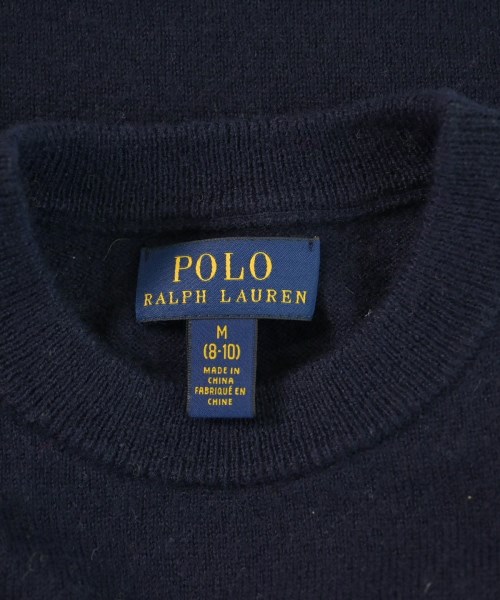 POLO
RALPH LAUREN
M
(8-10)
MADE IN
CHINA
FABRIQUÉ EN
CHINE